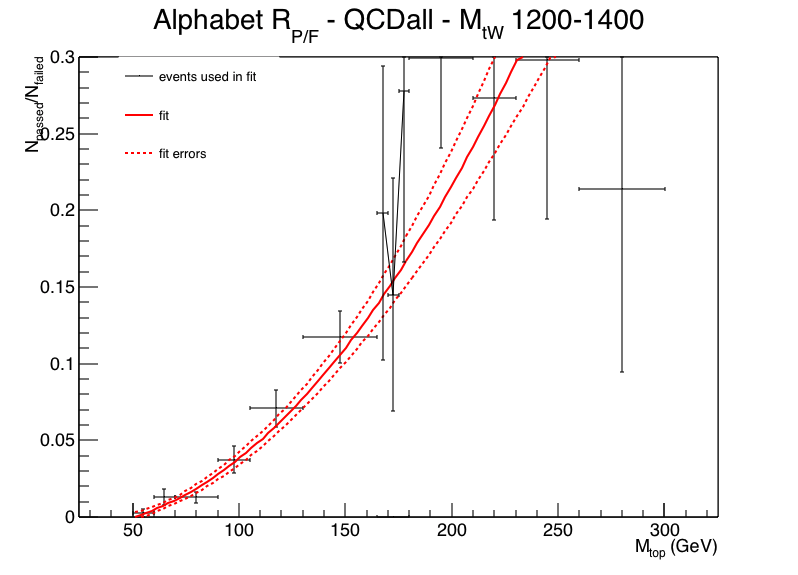 Alphabet R_P/F - QCDall - M_tW 1200-1400
N_passed/N_failed
events used in fit
fit
fit errors
0.3
0.25
0.2
0.15
0.1
0.05
0
50 100 150 200 250 300
M_top (GeV)